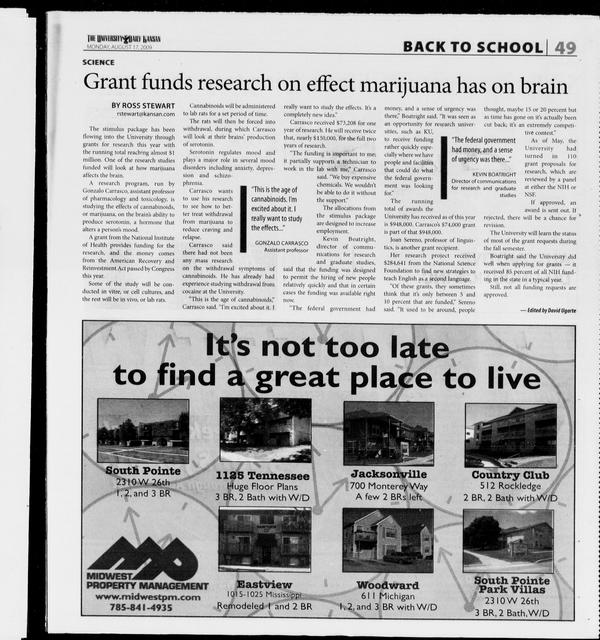 THE UNIVERSITY DAILY KANSAN
MONDAY, AUGUST 17, 2009
BACK TO SCHOOL 49
SCIENCE
Grant funds research on effect marijuana has on brain
BY ROSS STEWART
rstewart@kansan.com
The stimulus package has been
flowing into the University through
grants for research this year with
the running total reaching almost $1
million. One of the research studies
funded will look at how marijuana
affects the brain.
A research program, run by
Gonzalo Carrasco, assistant professor
of pharmacology and toxicology, is
studying the effects of cannabinoids,
or marijuana, on the brain's ability to
produce serotonin, a hormone that
alters a person's mood.
A grant from the National Institute
of Health provides funding for the
research, and the money comes
from the American Recovery and
Reinvestment Act passed by Congress
this year.
Some of the study will be con-
ducted in vitre, or cell cultures, and
the rest will be in vivo, or lab rats.
Cannabinoids will be administered
to lab rats for a set period of time.
The rats will then be forced into
withdrawal, during which Carrasco
will look at their brains' production
of serotonin.
Serotonin regulates mood and
plays a major role in several mood
disorders including anxiety, depres-
sion and schizo-
phrenia.
Carrasco wants
to use his research
to see how to bet-
ter treat withdrawal
from marijuana to
reduce craving and
relapse.
Carrasco said
there had not been
any mass research
on the withdrawal symptoms of
cannabinoids. He has already had
experience studying withdrawal from
cocaine at the University.
"This is the age of cannabinoids,"
Carrasco said. "I'm excited about it. I
"This is the age of
cannabinoids. I'm
excited about it. I
really want to study
the effects..."
GONZALO CARRASCO
Assistant professor
really want to study the effects. It's a
completely new idea."
Carrasco received $73,208 for one
year of research. He will receive twice
that, nearly $150,000, for the full two
years of research.
"The funding is important to me;
it partially supports a technician to
work in the lab with me," Carrasco
said. "We buy expensive
chemicals. We wouldn't
be able to do it without
the support."
The allocations from
the stimulus package
are designed to increase
employment.
Kevin Boatright,
director of commu-
nications for research
and graduate studies,
said that the funding was designed
to permit the hiring of new people
relatively quickly and that in certain
cases the funding was available right
now.
"The federal government had
money, and a sense of urgency was
there," Boatright said. "It was seen as
an opportunity for research univer-
sities, such as KU,
to receive funding
rather quickly espe-
cially where we have
people and facilities
that could do what
the federal govern-
ment was looking
for."
The running
total of awards the
University has received as of this year
is $948,000. Carrasco's $74,000 grant
is part of that $948,000.
Joan Sereno, professor of linguis-
tics, is another grant recipient.
Her research project received
$284,641 from the National Science
Foundation to find new strategies to
teach English as a second language.
"Of these grants, they sometimes
think that it's only between 5 and
10 percent that are funded," Sereno
said. "It used to be around, people
"The federal government
had money, and a sense
of urgency was there..."
KEVIN BOATRIGHT
Director of communications
for research and graduate
studies
thought, maybe 15 or 20 percent but
as time has gone on it's actually been
cut back; it's an extremely competi-
tive contest."
As of May, the
University had
turned in 110
grant proposals for
research, which are
reviewed by a panel
at either the NIH or
NSF.
If approved, an
award is sent out. If
rejected, there will be a chance for
revision.
The University will learn the status
of most of the grant requests during
the fall semester.
Boatright said the University did
well when applying for grants — it
received 85 percent of all NIH fund-
ing in the state in a typical year.
Still, not all funding requests are
approved.
— Edited by David Ugarte
It's not too late
to find a great place to live
South Pointe
2310 W 26th
1, 2, and 3 BR
1125 Tennessee
Huge Floor Plans
3 BR, 2 Bath with W/D
Jacksonville
700 Monterey Way
A few 2 BRs left
Country Club
512 Rockledge
2 BR, 2 Bath with W/D
MIDWEST
PROPERTY MANAGEMENT
www.midwestpm.com
785-841-4935
Eastview
1015-1025 Mississippi
Remodeled 1 and 2 BR
Woodward
611 Michigan
1, 2, and 3 BR with W/D
South Pointe
Park Villas
2310 W 26th
3 BR, 2 Bath, W/D